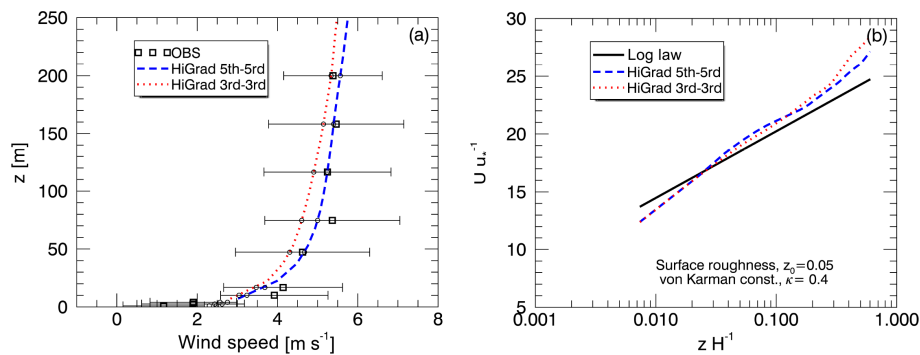 250
200
150
100
50
0
z [m]
0
2
4
6
8
Wind speed [m s⁻¹]
(a)
OBS
HiGrad 5th-5rd
HiGrad 3rd-3rd
30
25
20
15
10
5
U u*⁻¹
0.001
0.010
0.100
1.000
z H⁻¹
(b)
Log law
HiGrad 5th-5rd
HiGrad 3rd-3rd
Surface roughness, z₀=0.05
von Karman const., κ= 0.4